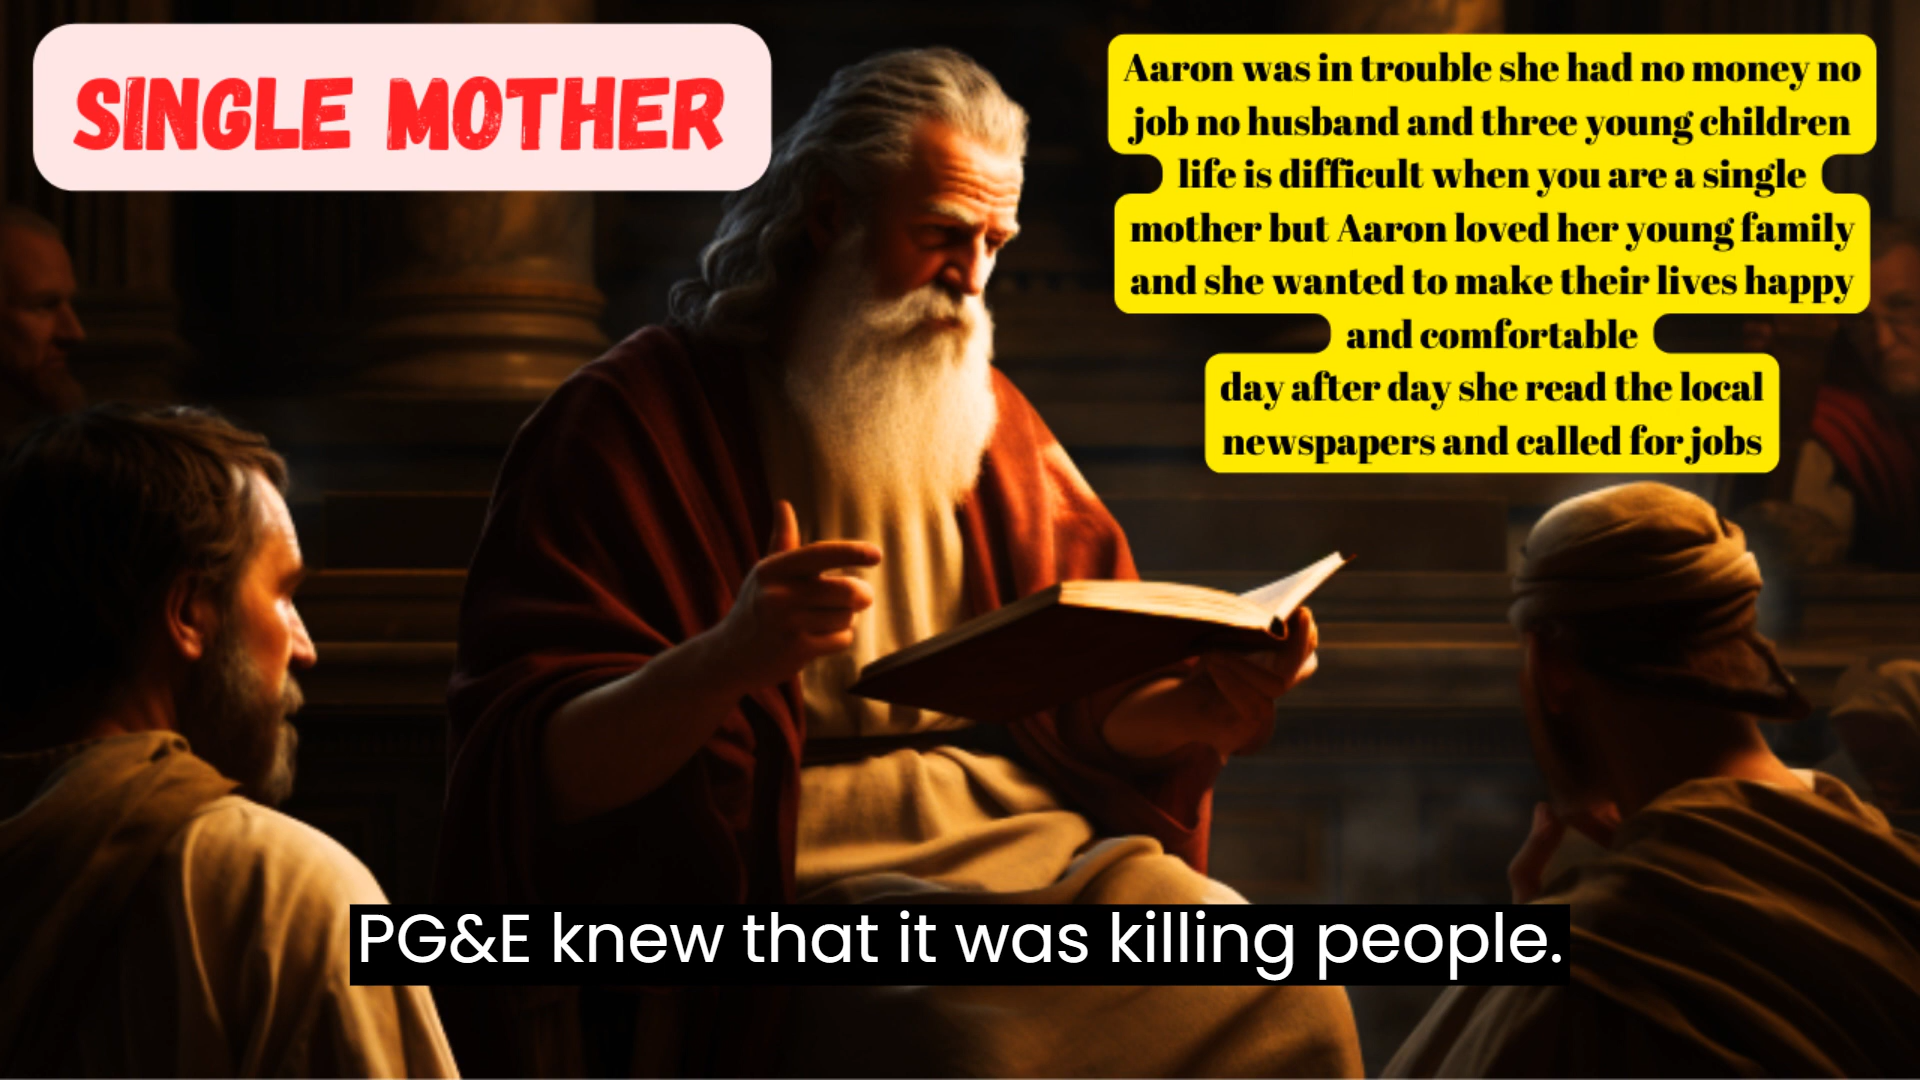 SINGLE MOTHER
Aaron was in trouble she had no money no
job no husband and three young children
life is difficult when you are a single
mother but Aaron loved her young family
and she wanted to make their lives happy
and comfortable
day after day she read the local
newspapers and called for jobs
PG&E knew that it was killing people.